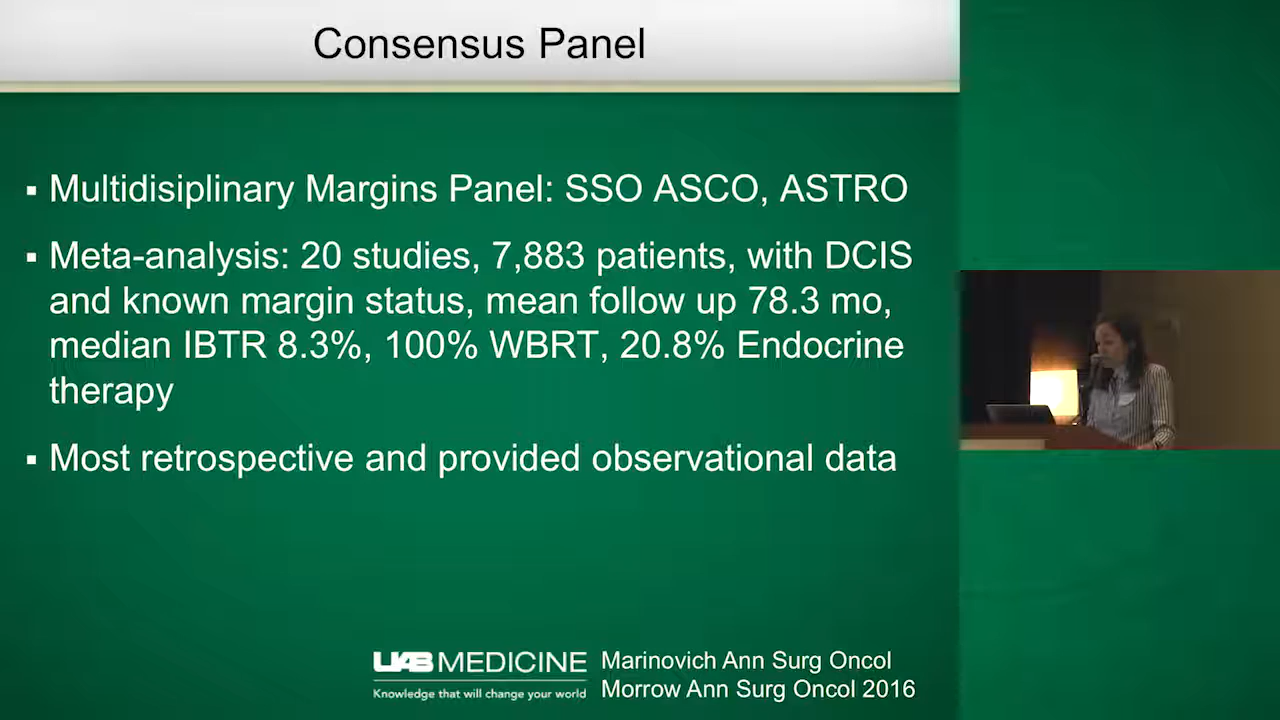 Consensus Panel
▪ Multidisiplinary Margins Panel: SSO ASCO, ASTRO
▪ Meta-analysis: 20 studies, 7,883 patients, with DCIS
and known margin status, mean follow up 78.3 mo,
median IBTR 8.3%, 100% WBRT, 20.8% Endocrine
therapy
▪ Most retrospective and provided observational data
UAB MEDICINE
Knowledge that will change your world
Marinovich Ann Surg Oncol
Morrow Ann Surg Oncol 2016